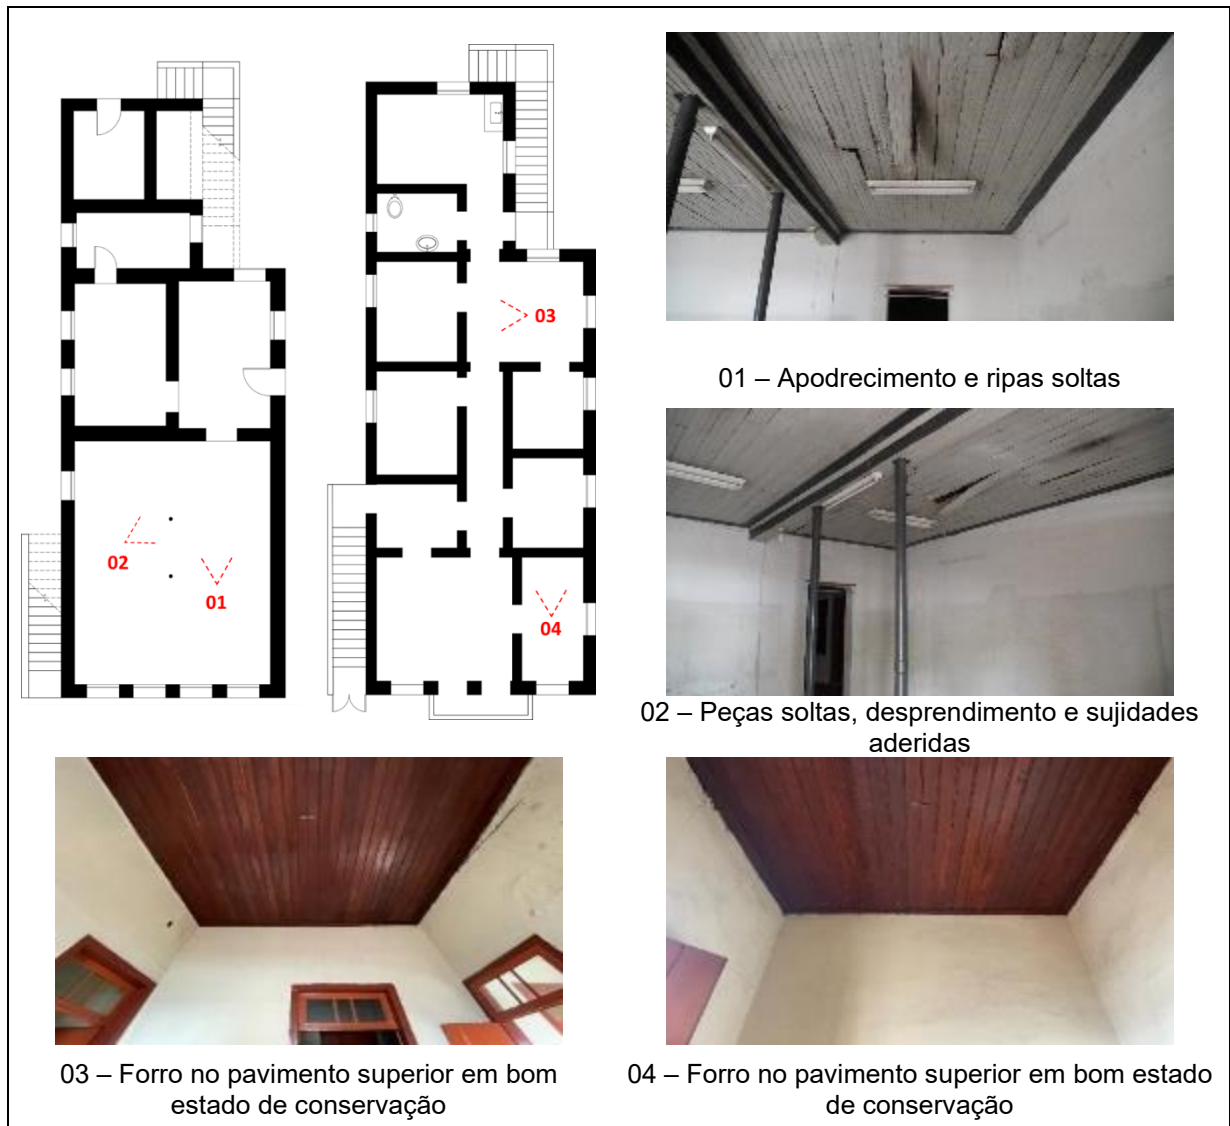 03
02
01
04
01 – Apodrecimento e ripas soltas
02 – Peças soltas, desprendimento e sujidades
aderidas
03 – Forro no pavimento superior em bom
estado de conservação
04 – Forro no pavimento superior em bom estado
de conservação